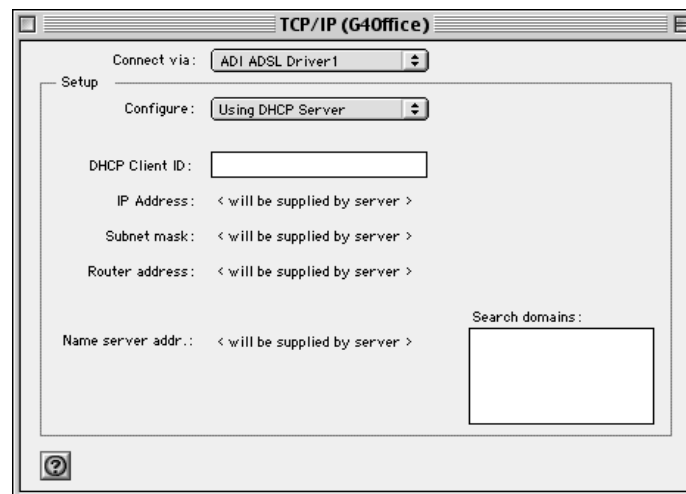 TCP/IP (G4Office)
Connect via: ADI ADSL Driver1
Setup
Configure: Using DHCP Server
DHCP Client ID:
IP Address: < will be supplied by server >
Subnet mask: < will be supplied by server >
Router address: < will be supplied by server >
Search domains:
Name server addr.: < will be supplied by server >
?